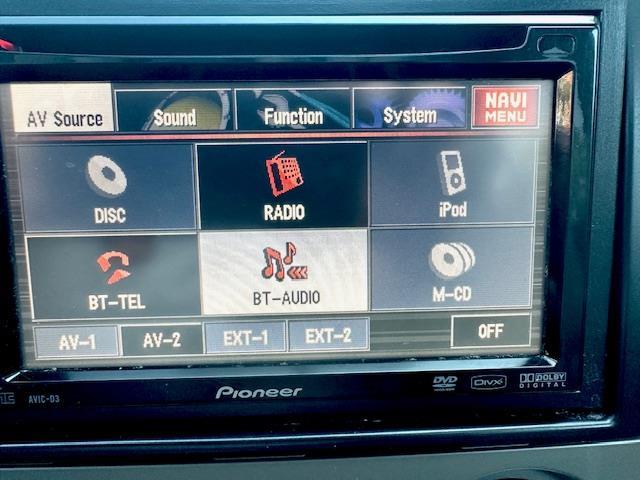 AV Source Sound Function System NAVI MENU
DISC RADIO iPod
BT-TEL BT-AUDIO M-CD
AV-1 AV-2 EXT-1 EXT-2 OFF
AVIC-D3 Pioneer DVD DIVX DOLBY DIGITAL